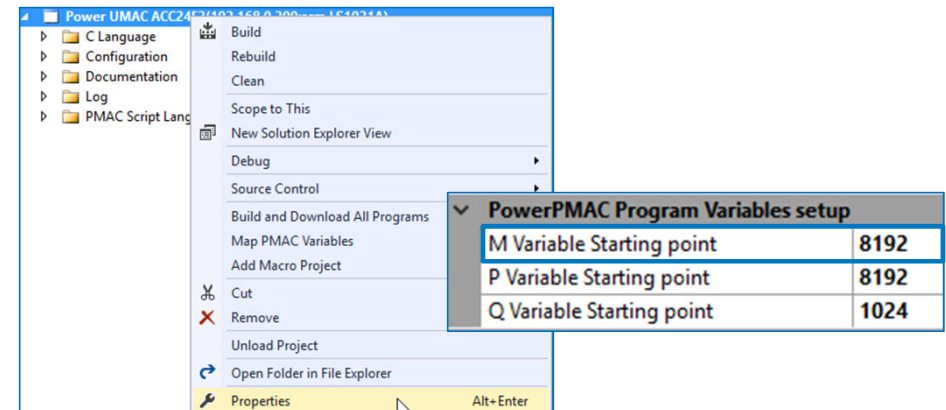 Power UMAC ACC24E3(192.168.0.200:arm LS1021A)
C Language
Configuration
Documentation
Log
PMAC Script Lang
Build
Rebuild
Clean
Scope to This
New Solution Explorer View
Debug
Source Control
Build and Download All Programs
Map PMAC Variables
Add Macro Project
Cut
Remove
Unload Project
Open Folder in File Explorer
Properties Alt+Enter
PowerPMAC Program Variables setup
M Variable Starting point 8192
P Variable Starting point 8192
Q Variable Starting point 1024